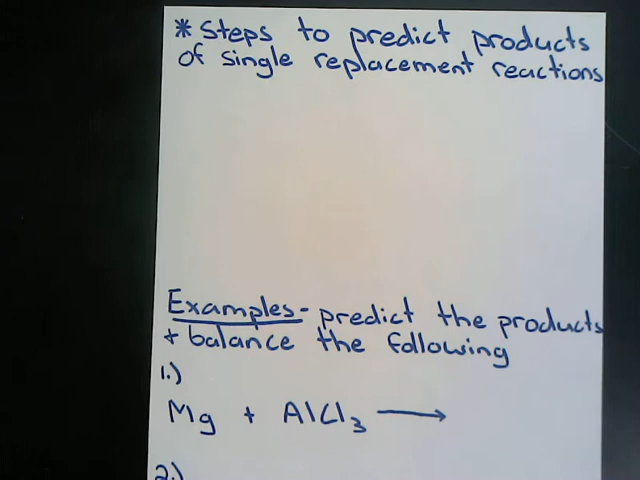 * Steps to predict products
of single replacement reactions
Examples- predict the products
+ balance the following
1.)
Mg + AlCl₃ ⟶
2.)